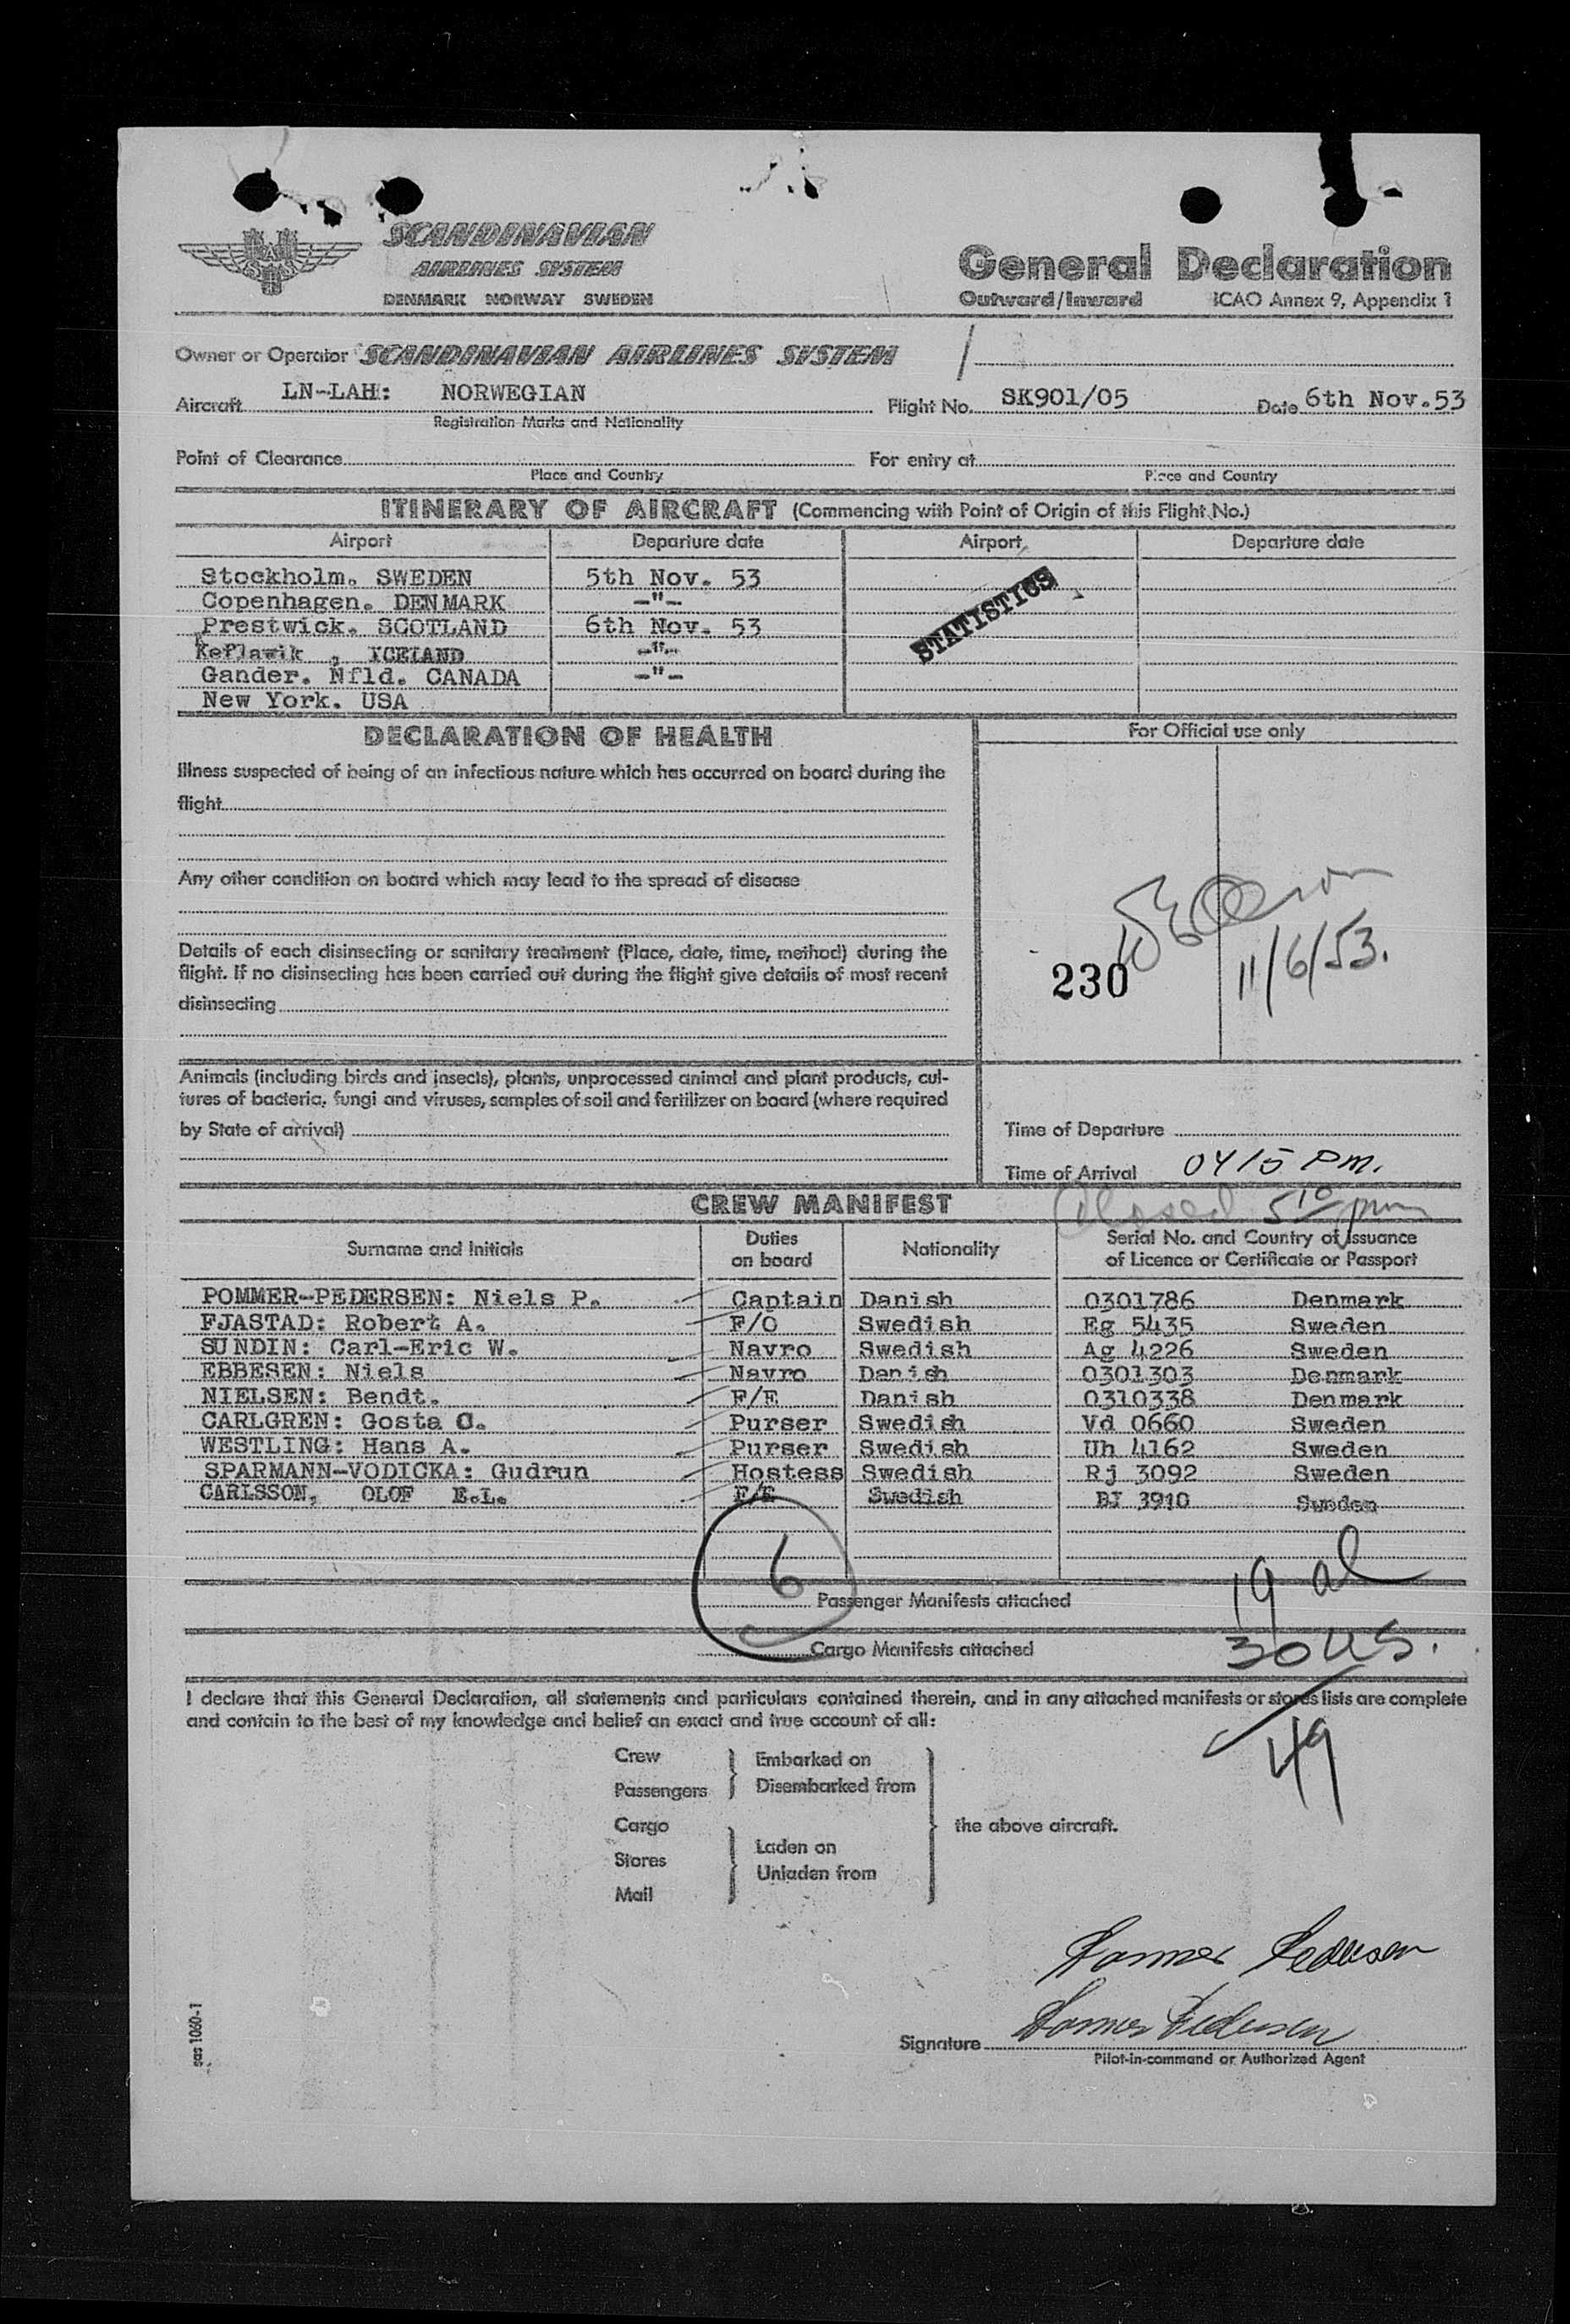 SCANDINAVIAN
AIRLINES SYSTEM
DENMARK NORWAY SWEDEN
General Declaration
Outward/Inward ICAO Annex 9, Appendix 1
Owner or Operator SCANDINAVIAN AIRLINES SYSTEM
Aircraft LN-LAH: NORWEGIAN Flight No. SK901/05 Date 6th Nov.53
Registration Marks and Nationality
Point of Clearance For entry at
Place and Country Place and Country
ITINERARY OF AIRCRAFT (Commencing with Point of Origin of this Flight No.)
Airport Departure date Airport Departure date
Stockholm. SWEDEN 5th Nov. 53
Copenhagen. DENMARK -"-
Prestwick. SCOTLAND 6th Nov. 53
Keflawik , ICELAND -"-
Gander. Nfld. CANADA -"-
New York. USA
STATISTICS
DECLARATION OF HEALTH
For Official use only
Illness suspected of being of an infectious nature which has occurred on board during the
flight
Any other condition on board which may lead to the spread of disease
Details of each disinsecting or sanitary treatment (Place, date, time, method) during the
flight. If no disinsecting has been carried out during the flight give details of most recent
disinsecting
230
11/6/53.
Animals (including birds and insects), plants, unprocessed animal and plant products, cul-
tures of bacteria, fungi and viruses, samples of soil and fertilizer on board (where required
by State of arrival)
Time of Departure
Time of Arrival 0415 pm.
Closed 5 10 pm
CREW MANIFEST
Surname and Initials Duties on board Nationality Serial No. and Country of Issuance of Licence or Certificate or Passport
POMMER-PEDERSEN: Niels P. Captain Danish 0301786 Denmark
FJASTAD: Robert A. F/O Swedish Eg 5435 Sweden
SUNDIN: Carl-Eric W. Navro Swedish Ag 4226 Sweden
EBBESEN: Niels Navro Danish 0301303 Denmark
NIELSEN: Bendt. F/E Danish 0310338 Denmark
CARLGREN: Gosta C. Purser Swedish Vd 0660 Sweden
WESTLING: Hans A. Purser Swedish Uh 4162 Sweden
SPARMANN-VODICKA: Gudrun Hostess Swedish Rj 3092 Sweden
CARLSSON, OLOF E.L. F/E Swedish BJ 3910 Sweden
6
19 al
Passenger Manifests attached
30 US.
Cargo Manifests attached
49
I declare that this General Declaration, all statements and particulars contained therein, and in any attached manifests or stores lists are complete
and contain to the best of my knowledge and belief an exact and true account of all:
Crew
Passengers
Embarked on
Disembarked from
Cargo
Stores
Mail
Laden on
Unladen from
the above aircraft.
Pommer Pedersen
Signature Pommer Pedersen
Pilot-in-command or Authorized Agent
sas 1060-1